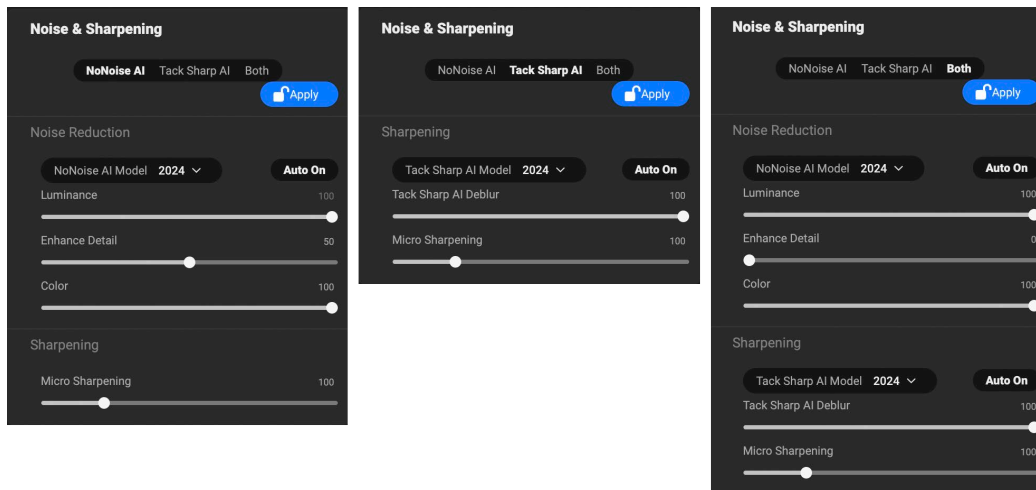 Noise & Sharpening
NoNoise AI Tack Sharp AI Both
Apply
Noise Reduction
NoNoise AI Model 2024 Auto On
Luminance 100
Enhance Detail 50
Color 100
Sharpening
Micro Sharpening 100
Noise & Sharpening
NoNoise AI Tack Sharp AI Both
Apply
Sharpening
Tack Sharp AI Model 2024 Auto On
Tack Sharp AI Deblur 100
Micro Sharpening 100
Noise & Sharpening
NoNoise AI Tack Sharp AI Both
Apply
Noise Reduction
NoNoise AI Model 2024 Auto On
Luminance 100
Enhance Detail 0
Color 100
Sharpening
Tack Sharp AI Model 2024 Auto On
Tack Sharp AI Deblur 100
Micro Sharpening 100